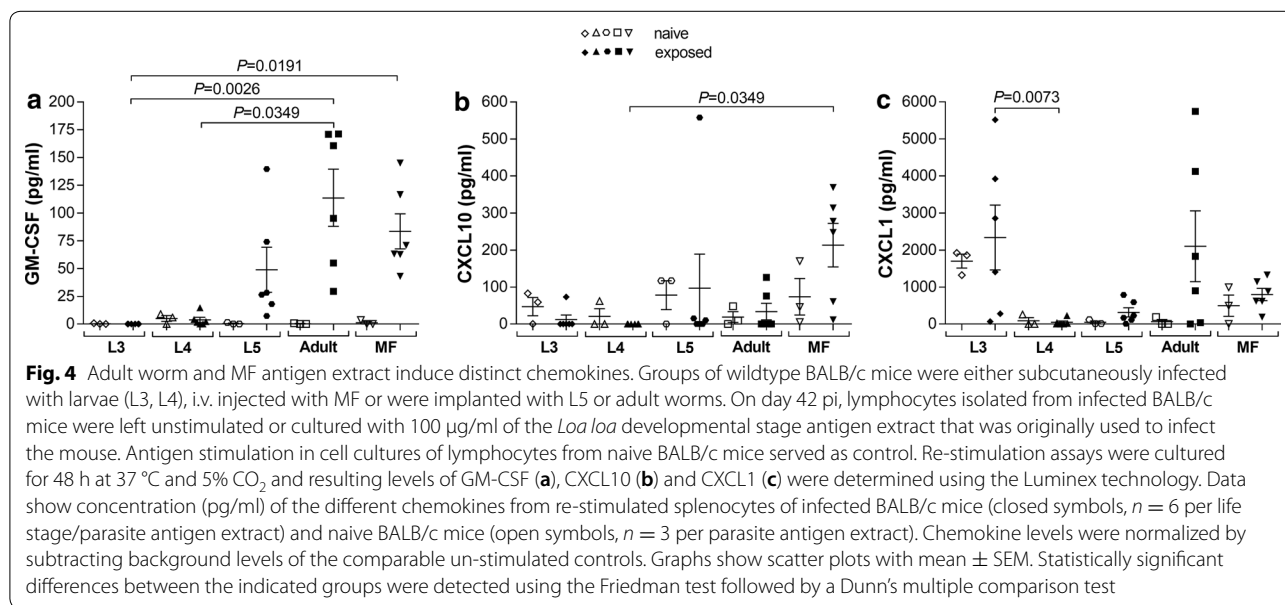 naive
exposed
P=0.0191
P=0.0026
P=0.0349
a
GM-CSF (pg/ml)
200
175
150
125
100
75
50
25
0
L3 L4 L5 Adult MF
P=0.0349
b
CXCL10 (pg/ml)
600
500
400
300
200
100
0
L3 L4 L5 Adult MF
P=0.0073
c
CXCL1 (pg/ml)
6000
5000
4000
3000
2000
1000
0
L3 L4 L5 Adult MF
Fig. 4 Adult worm and MF antigen extract induce distinct chemokines. Groups of wildtype BALB/c mice were either subcutaneously infected
with larvae (L3, L4), i.v. injected with MF or were implanted with L5 or adult worms. On day 42 pi, lymphocytes isolated from infected BALB/c
mice were left unstimulated or cultured with 100 µg/ml of the Loa loa developmental stage antigen extract that was originally used to infect
the mouse. Antigen stimulation in cell cultures of lymphocytes from naive BALB/c mice served as control. Re-stimulation assays were cultured
for 48 h at 37 °C and 5% CO₂ and resulting levels of GM-CSF (a), CXCL10 (b) and CXCL1 (c) were determined using the Luminex technology. Data
show concentration (pg/ml) of the different chemokines from re-stimulated splenocytes of infected BALB/c mice (closed symbols, n = 6 per life
stage/parasite antigen extract) and naive BALB/c mice (open symbols, n = 3 per parasite antigen extract). Chemokine levels were normalized by
subtracting background levels of the comparable un-stimulated controls. Graphs show scatter plots with mean ± SEM. Statistically significant
differences between the indicated groups were detected using the Friedman test followed by a Dunn's multiple comparison test